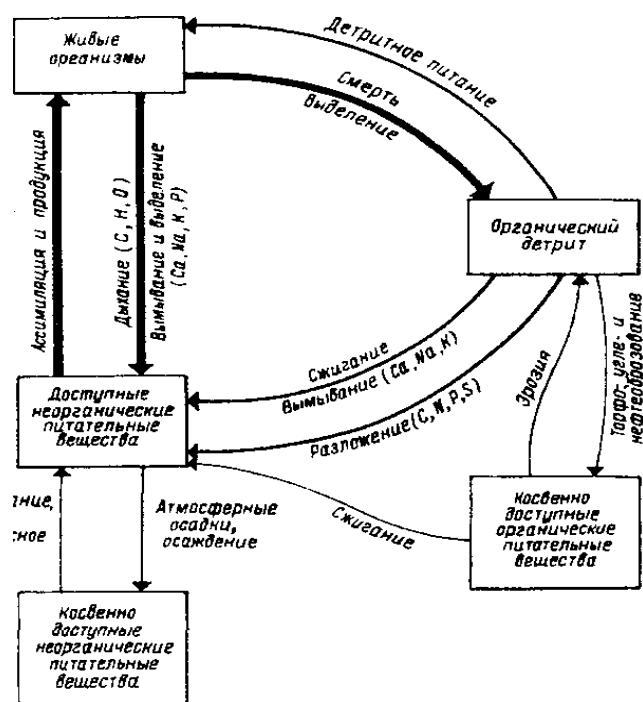 Живые
организмы
Детритное питание
Смерть
Выделение
Ассимиляция и продукция
Дыхание (C, H, O)
Вымывание и выделение
(Ca, Na, K, P)
Органический
детрит
Сжигание
Вымывание (Ca, Na, K)
Разложение (C, N, P, S)
Эрозия
Торфо-, угле- и
нефтеобразование
Доступные
неорганические
питательные
вещества
ание,
сное
Атмосферные
осадки,
осаждение
Сжигание
Косвенно
доступные
органические
питательные
вещества
Косвенно
доступные
неорганические
питательные
вещества